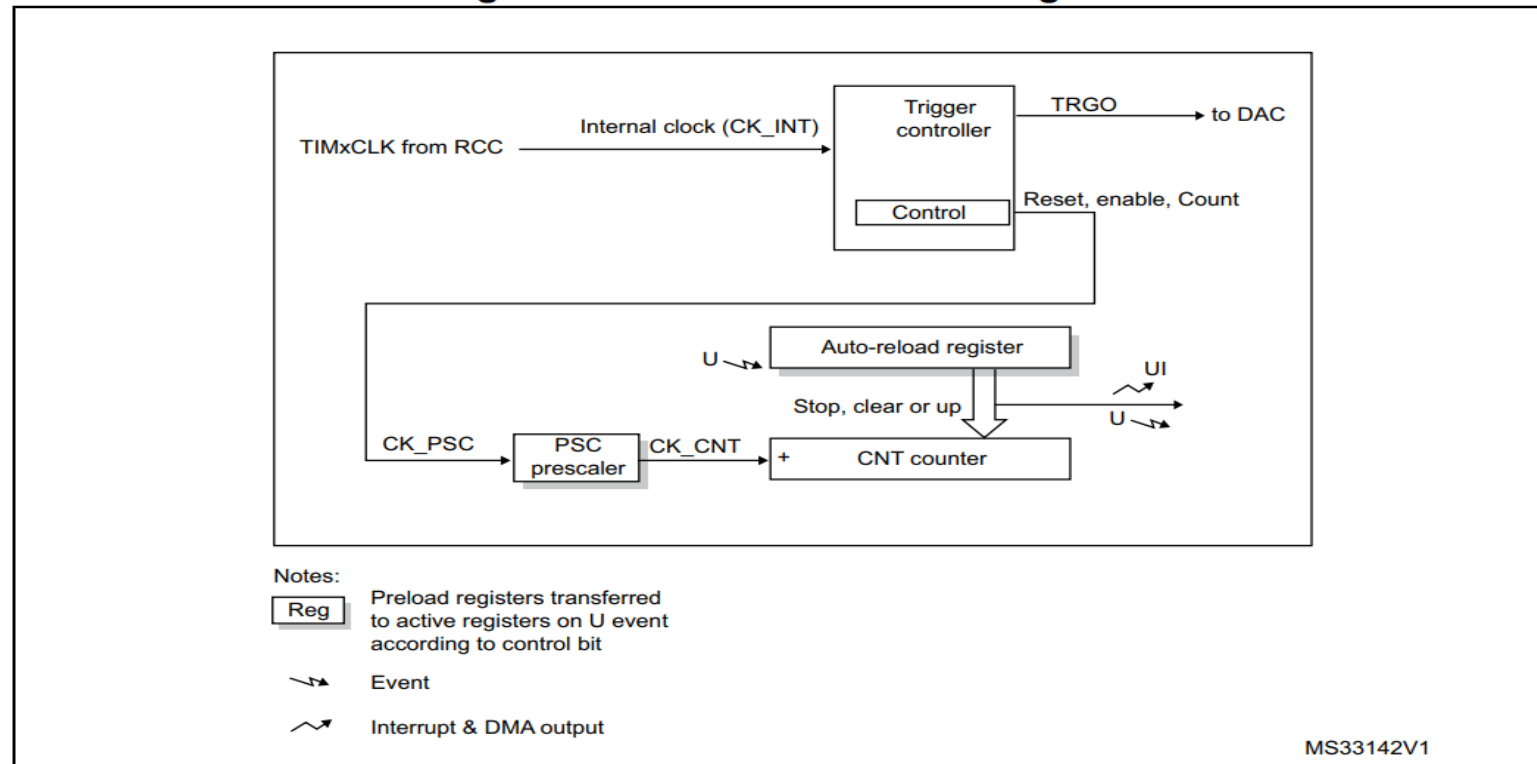 Trigger
controller
TRGO
to DAC
Internal clock (CK_INT)
TIMxCLK from RCC
Control
Reset, enable, Count
Auto-reload register
U
UI
Stop, clear or up
U
CK_PSC
PSC
prescaler
CK_CNT
+
CNT counter
Notes:
Reg
Preload registers transferred
to active registers on U event
according to control bit
Event
Interrupt & DMA output
MS33142V1